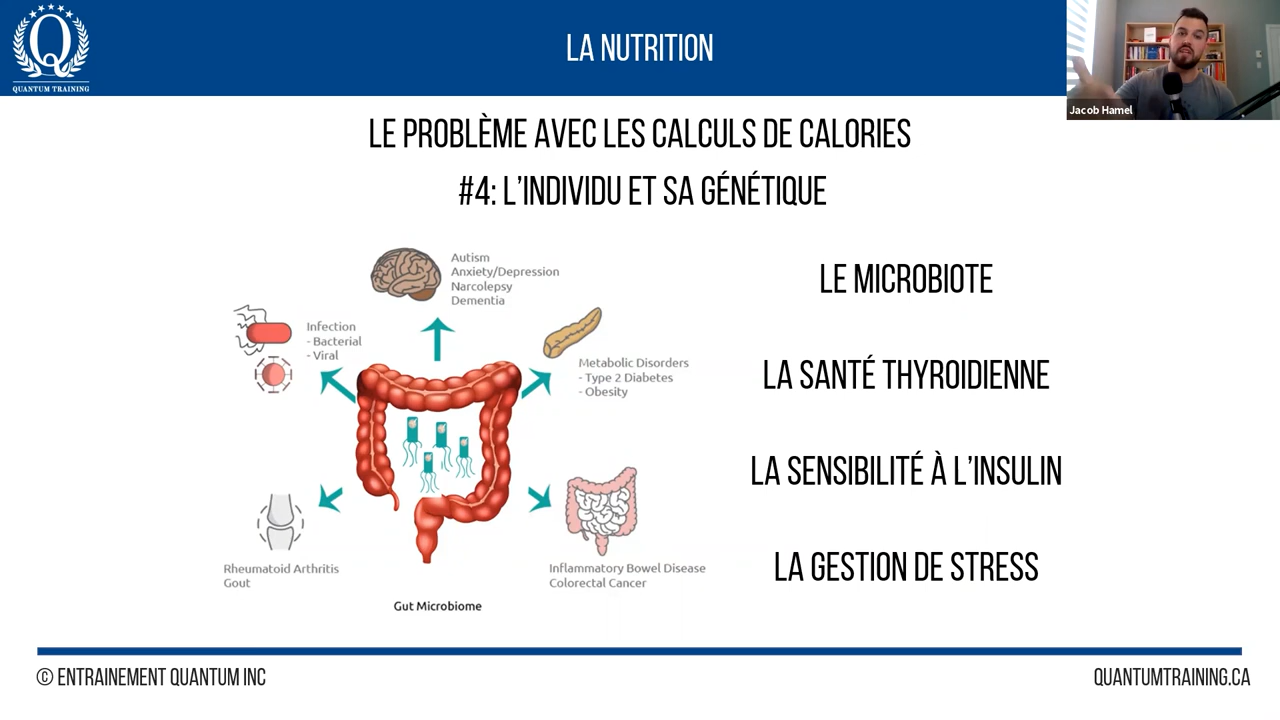 Q
QUANTUM TRAINING
LA NUTRITION
Jacob Hamel
LE PROBLÈME AVEC LES CALCULS DE CALORIES
#4: L'INDIVIDU ET SA GÉNÉTIQUE
Autism
Anxiety/Depression
Narcolepsy
Dementia
Infection
- Bacterial
- Viral
Metabolic Disorders
- Type 2 Diabetes
- Obesity
Rheumatoid Arthritis
Gout
Inflammatory Bowel Disease
Colorectal Cancer
Gut Microbiome
LE MICROBIOTE
LA SANTÉ THYROIDIENNE
LA SENSIBILITÉ À L'INSULIN
LA GESTION DE STRESS
© ENTRAINEMENT QUANTUM INC
QUANTUMTRAINING.CA